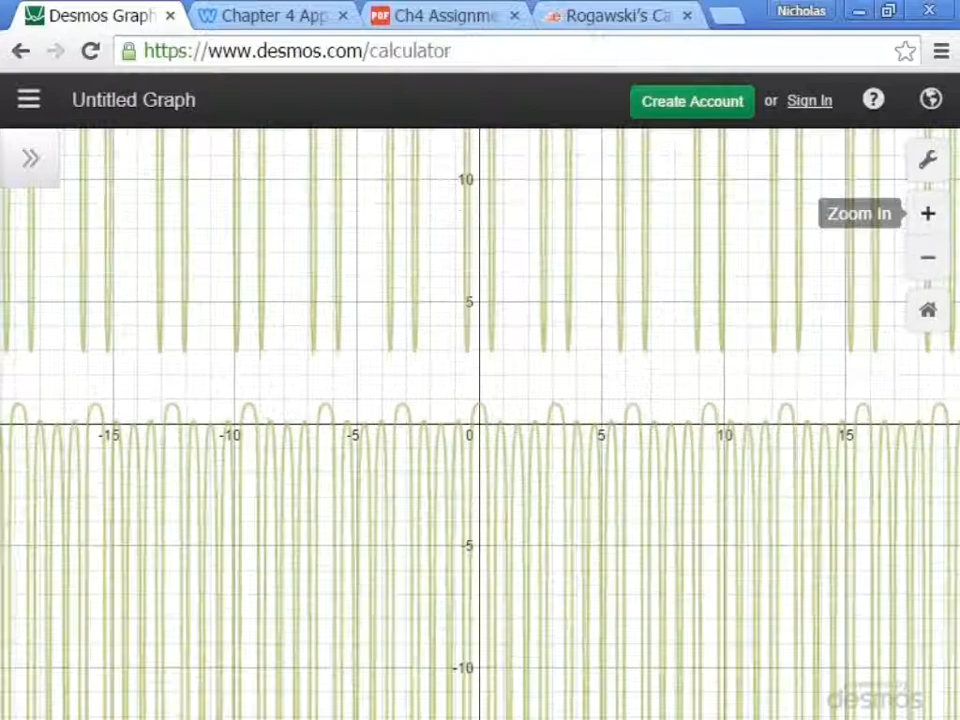 Desmos Graph
Chapter 4 App
PDF Ch4 Assignme
Rogawski's Ca
Nicholas
https://www.desmos.com/calculator
Untitled Graph
Create Account or Sign In ?
10
Zoom In +
5
-15 -10 -5 0 5 10 15
-5
-10
desmos